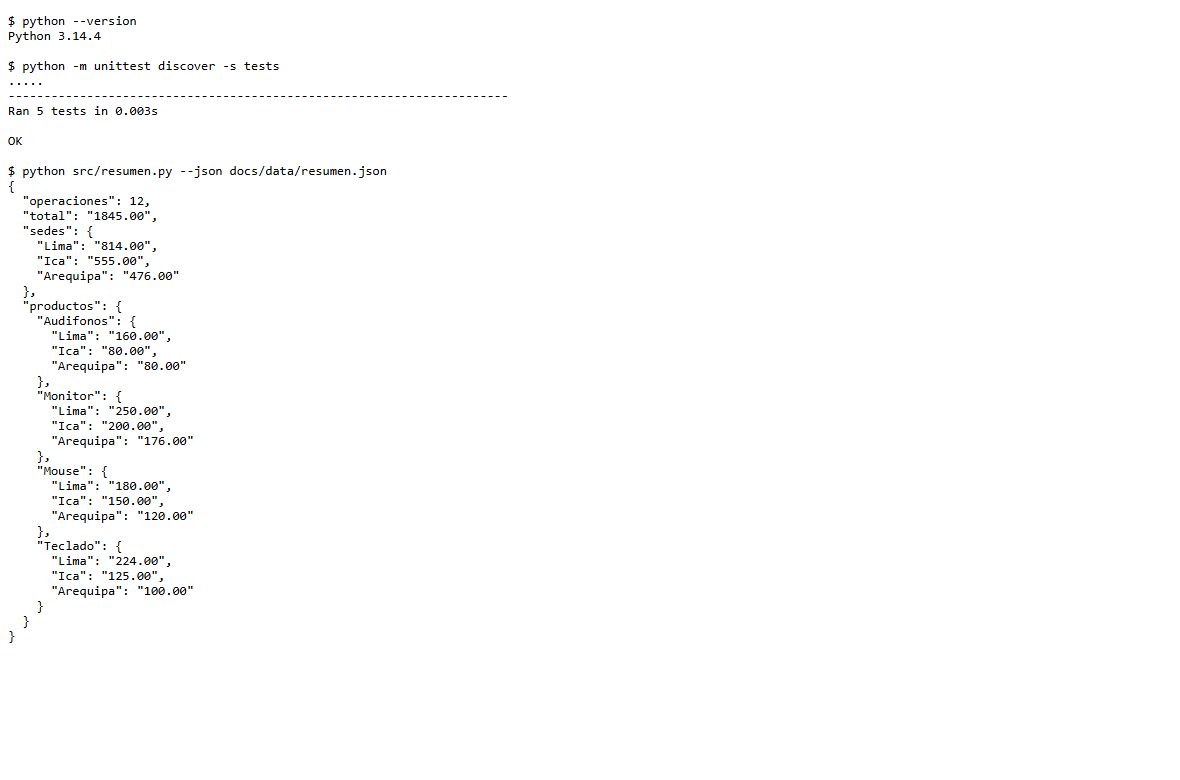 $ python --version
Python 3.14.4

$ python -m unittest discover -s tests
.....
----------------------------------------------------------------------
Ran 5 tests in 0.003s

OK

$ python src/resumen.py --json docs/data/resumen.json
{
  "operaciones": 12,
  "total": "1845.00",
  "sedes": {
    "Lima": "814.00",
    "Ica": "555.00",
    "Arequipa": "476.00"
  },
  "productos": {
    "Audifonos": {
      "Lima": "160.00",
      "Ica": "80.00",
      "Arequipa": "80.00"
    },
    "Monitor": {
      "Lima": "250.00",
      "Ica": "200.00",
      "Arequipa": "176.00"
    },
    "Mouse": {
      "Lima": "180.00",
      "Ica": "150.00",
      "Arequipa": "120.00"
    },
    "Teclado": {
      "Lima": "224.00",
      "Ica": "125.00",
      "Arequipa": "100.00"
    }
  }
}